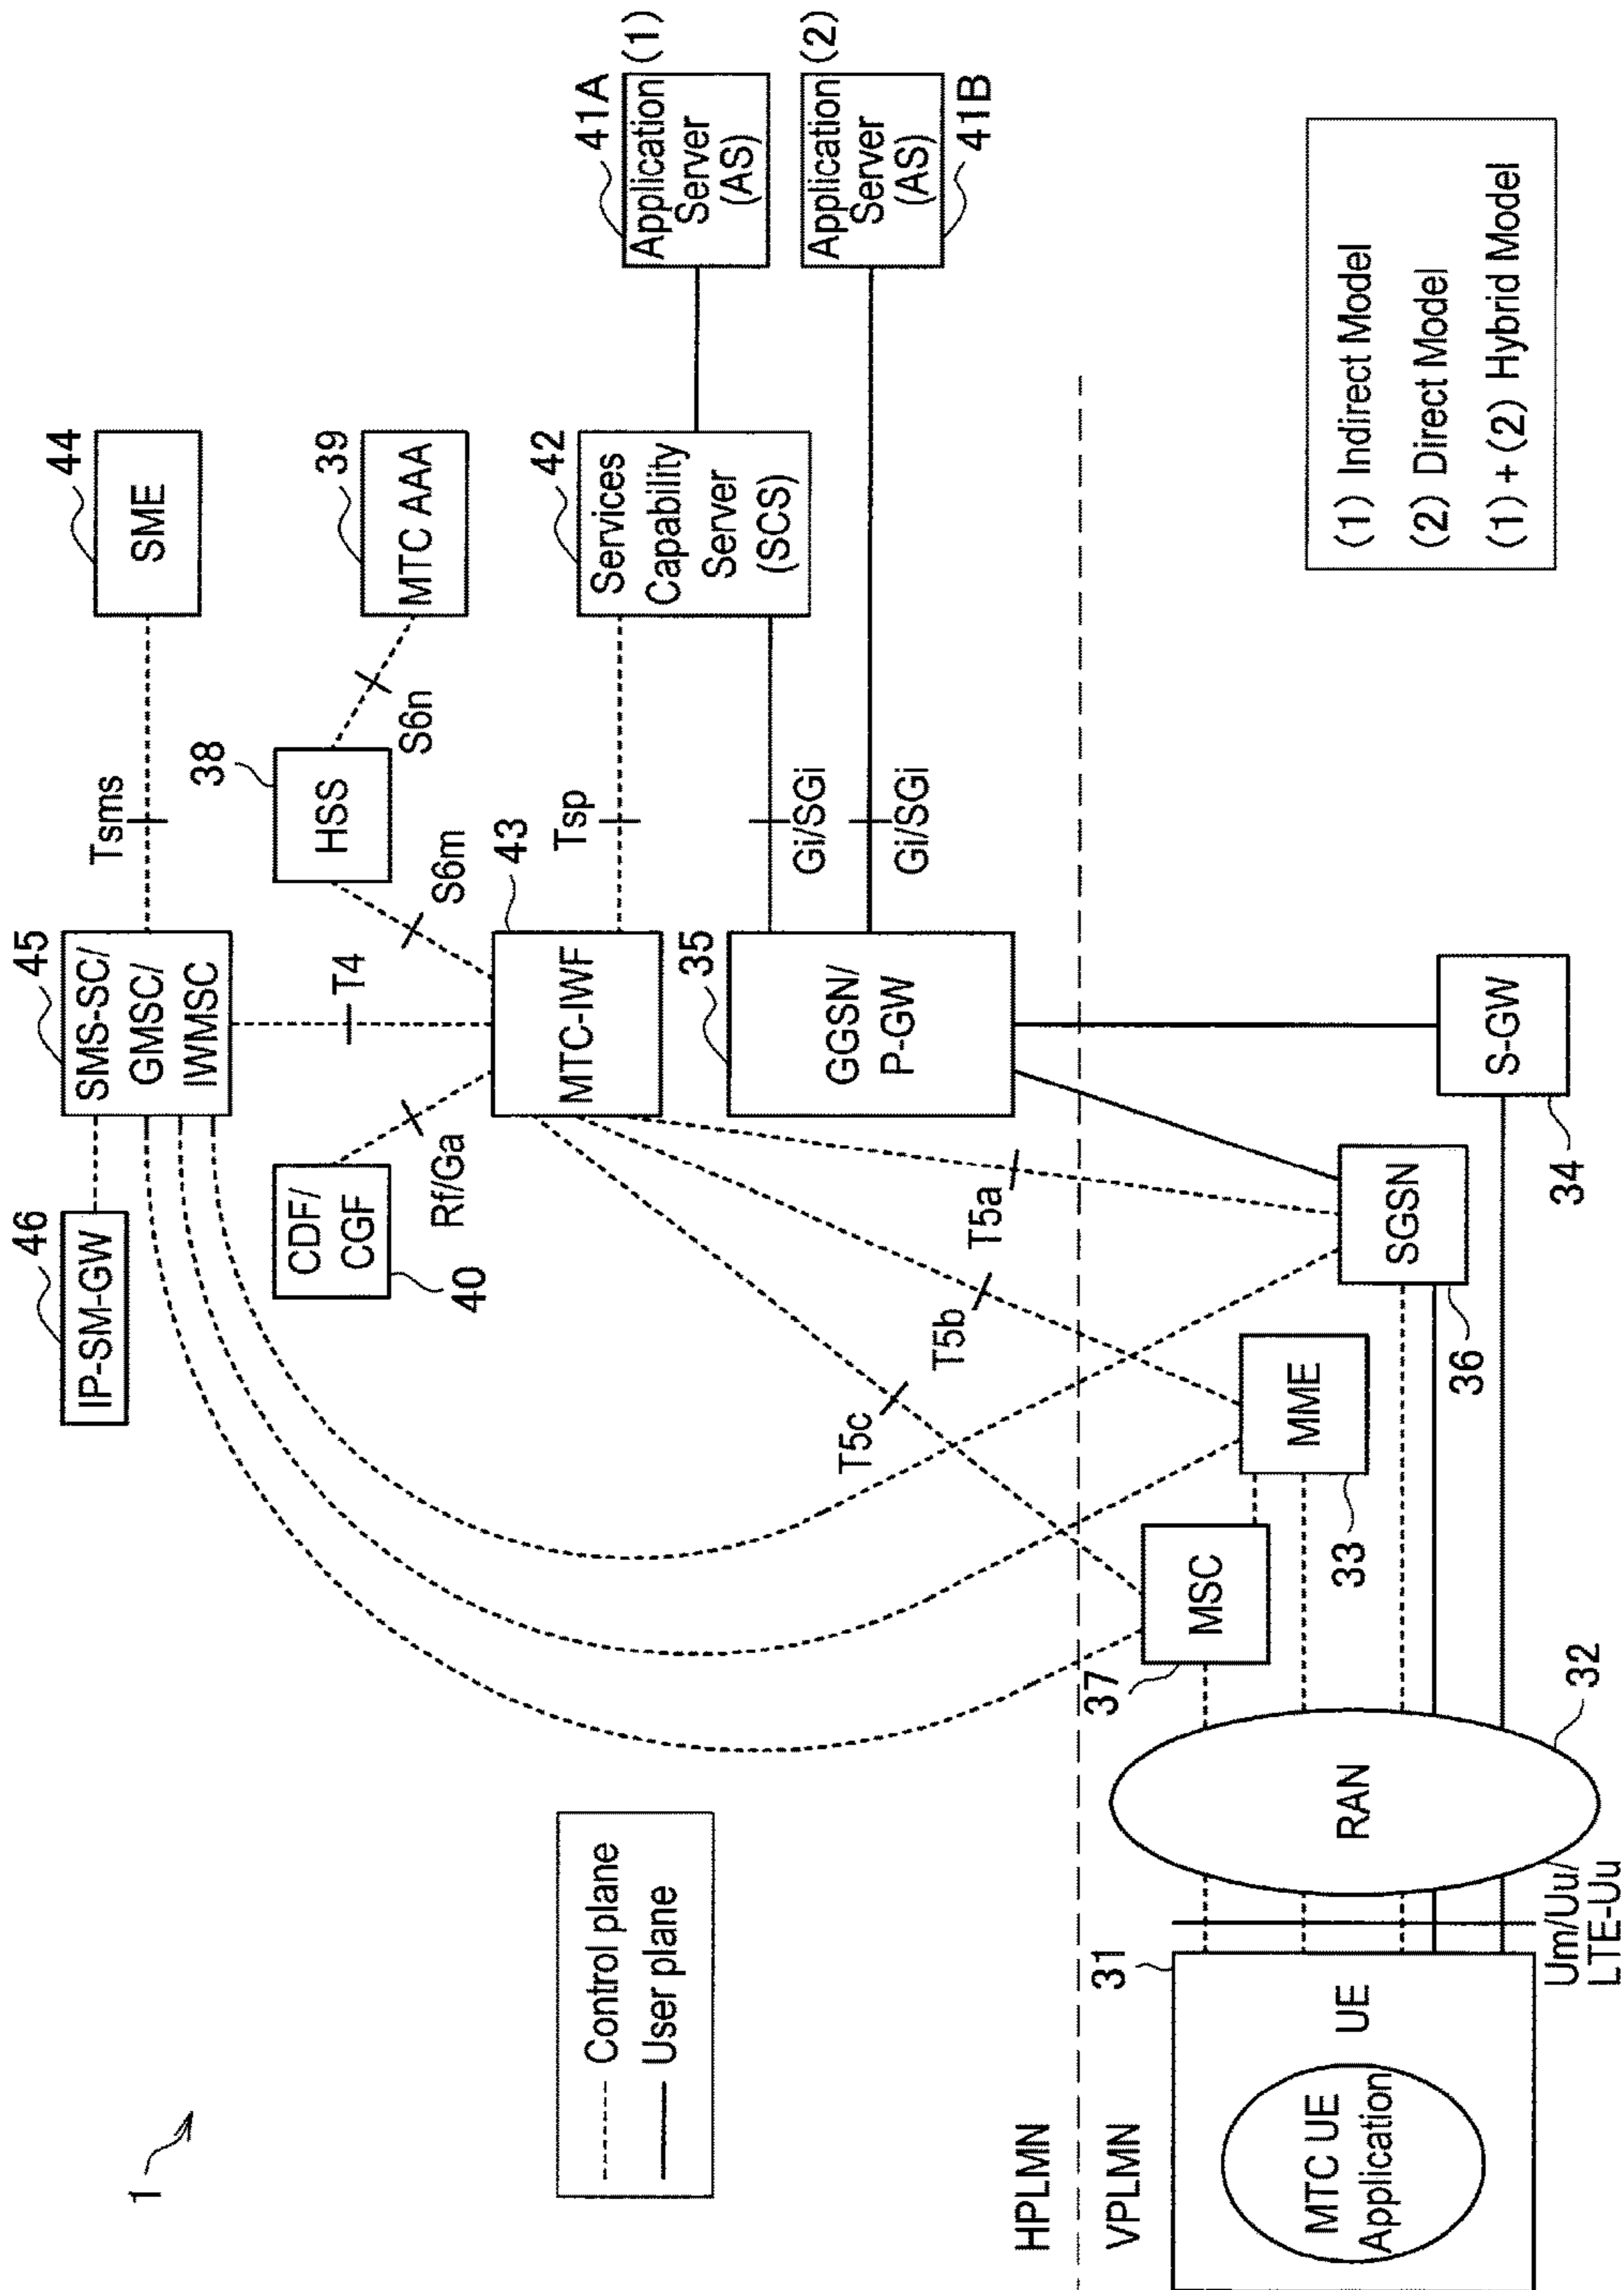 1
46
IP-SM-GW
45
SMS-SC/
GMSC/
IWMSC
Tsms
44
SME
T4
CDF/
CGF
40
Rf/Ga
38
HSS
S6m
S6n
39
MTC AAA
43
MTC-IWF
Tsp
42
Services
Capability
Server
(SCS)
41A
Application
Server
(AS)
(1)
35
GGSN/
P-GW
Gi/SGi
Gi/SGi
Application
Server
(AS)
(2)
41B
Control plane
User plane
T5c
T5b
T5a
HPLMN
VPLMN
31
UE
MTC UE
Application
Um/Uu/
LTE-Uu
RAN
32
37
MSC
MME
33
SGSN
36
S-GW
34
(1) Indirect Model
(2) Direct Model
(1) + (2) Hybrid Model